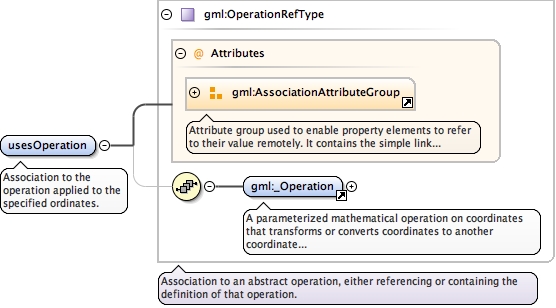 gml:OperationRefType
@ Attributes
gml:AssociationAttributeGroup
Attribute group used to enable property elements to refer
to their value remotely. It contains the simple link...
usesOperation
Association to the
operation applied to the
specified ordinates.
gml:_Operation
A parameterized mathematical operation on coordinates
that transforms or converts coordinates to another
coordinate...
Association to an abstract operation, either referencing or containing the
definition of that operation.